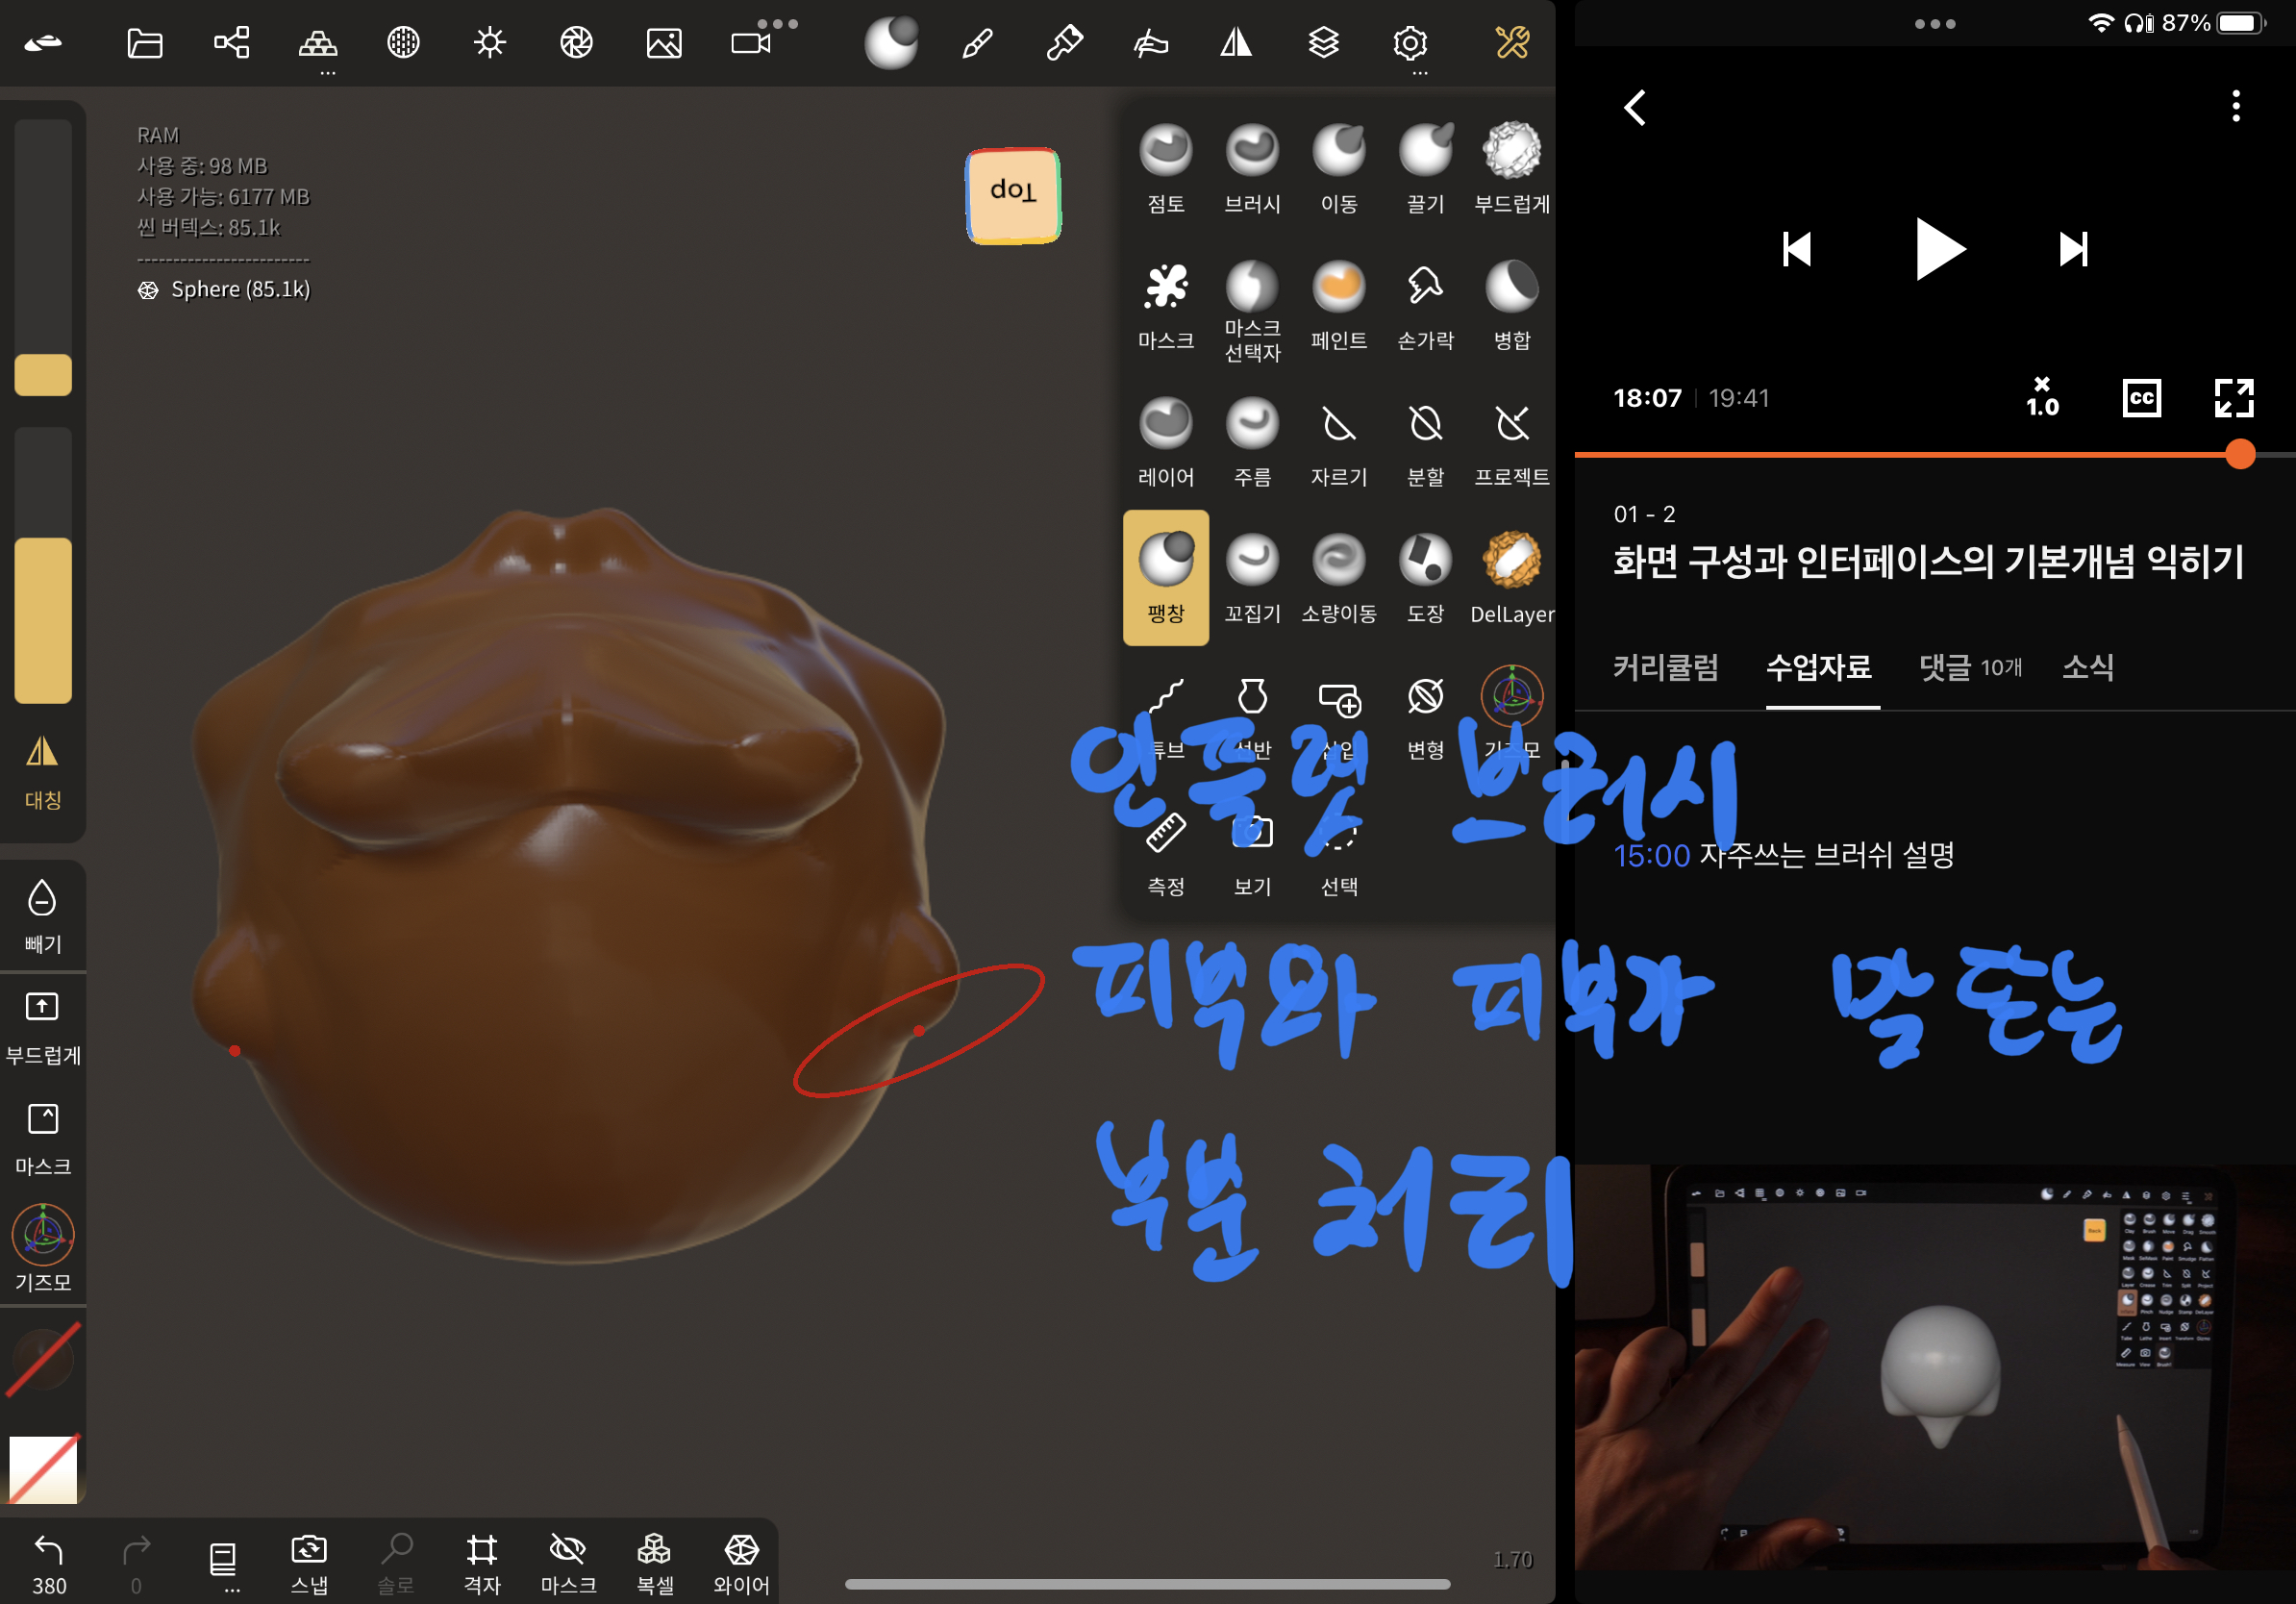 RAM
사용 중: 98 MB
사용 가능: 6177 MB
씬 버텍스: 85.1k
------------------------
Sphere (85.1k)
Top
점토 브러시 이동 끌기 부드럽게
마스크 마스크 선택자 페인트 손가락 병합
레이어 주름 자르기 분할 프로젝트
팽창 꼬집기 소량이동 도장 DelLayer
튜브 선반 삽입 변형 기즈모
측정 보기 선택
대칭
빼기
부드럽게
마스크
기즈모
380 0 ... 스냅 솔로 격자 마스크 복셀 와이어
1.70
87%
18:07 | 19:41
× 1.0
CC
01 - 2
화면 구성과 인터페이스의 기본개념 익히기
커리큘럼 수업자료 댓글 10개 소식
인플랫 브러시
15:00 자주쓰는 브러쉬 설명
피부와 피부가 맞닫는
부분 처리